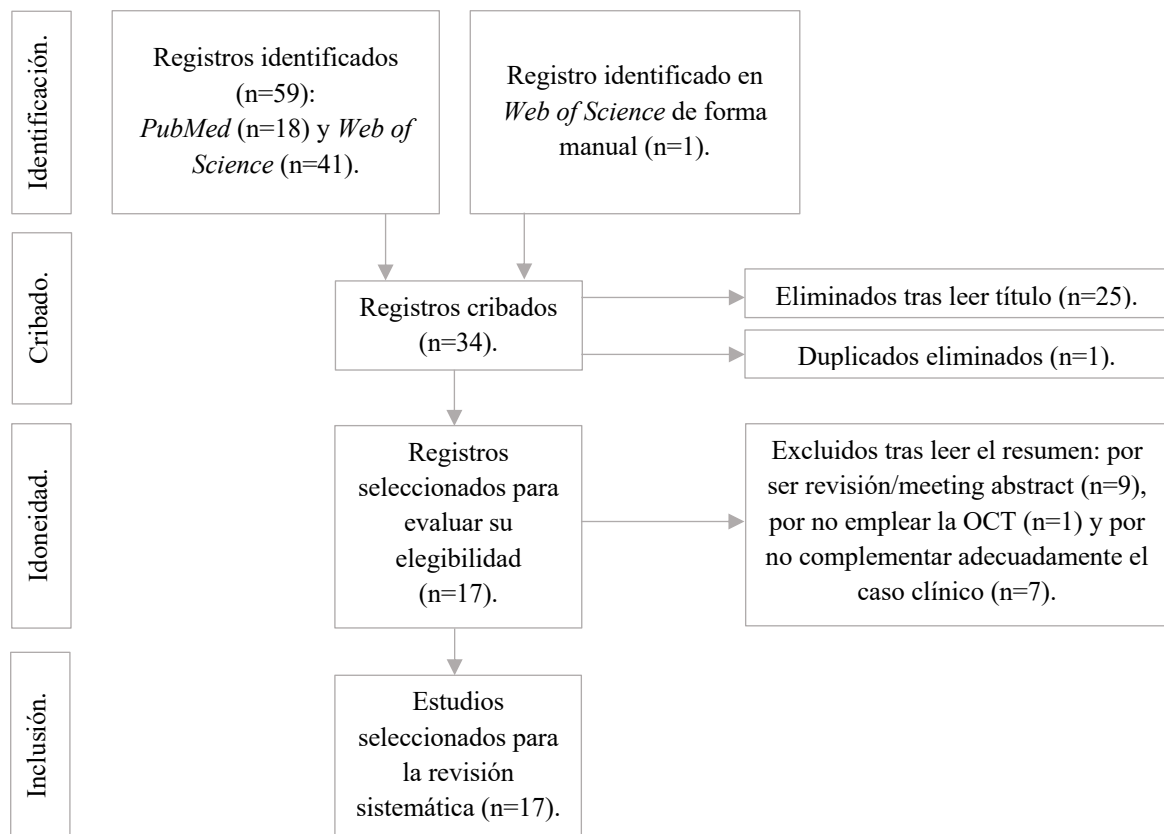 Identificación.
Registros identificados
(n=59):
PubMed (n=18) y Web of
Science (n=41).
Registro identificado en
Web of Science de forma
manual (n=1).
Cribado.
Registros cribados
(n=34).
Eliminados tras leer título (n=25).
Duplicados eliminados (n=1).
Idoneidad.
Registros
seleccionados para
evaluar su
elegibilidad
(n=17).
Excluidos tras leer el resumen: por
ser revisión/meeting abstract (n=9),
por no emplear la OCT (n=1) y por
no complementar adecuadamente el
caso clínico (n=7).
Inclusión.
Estudios
seleccionados para
la revisión
sistemática (n=17).